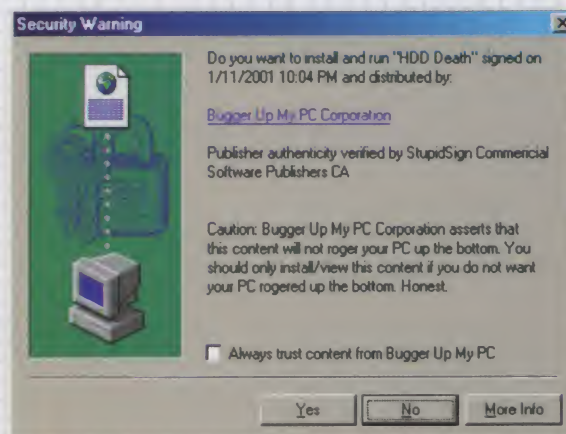 Security Warning
Do you want to install and run "HDD Death" signed on
1/11/2001 10:04 PM and distributed by:
Bugger Up My PC Corporation
Publisher authenticity verified by StupidSign Commericial
Software Publishers CA
Caution: Bugger Up My PC Corporation asserts that
this content will not roger your PC up the bottom. You
should only install/view this content if you do not want
your PC rogered up the bottom. Honest.
Always trust content from Bugger Up My PC
Yes
No
More Info